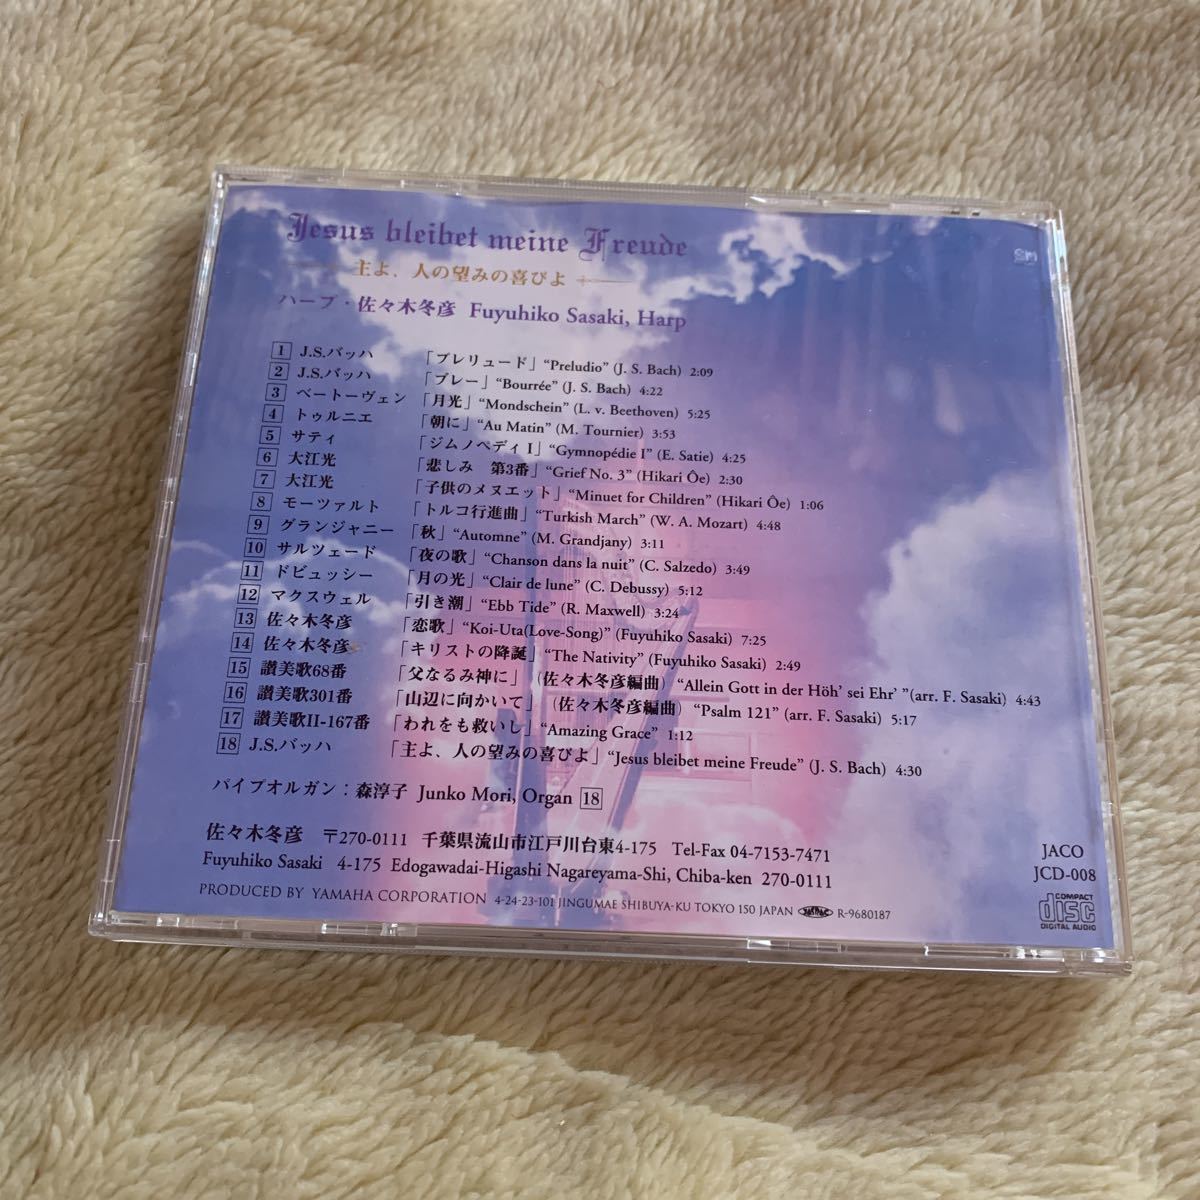 Jesus bleibet meine Freude
主よ、人の望みの喜びよ
ハープ・佐々木冬彦 Fuyuhiko Sasaki, Harp
1 J.S.バッハ 「プレリュード」 “Preludio” (J. S. Bach) 2:09
2 J.S.バッハ 「ブレー」 “Bourrée” (J. S. Bach) 4:22
3 ベートーヴェン 「月光」 “Mondschein” (L. v. Beethoven) 5:25
4 トゥルニエ 「朝に」 “Au Matin” (M. Tournier) 3:53
5 サティ 「ジムノペディ I」 “Gymnopédie I” (E. Satie) 4:25
6 大江光 「悲しみ 第3番」 “Grief No. 3” (Hikari Ôe) 2:30
7 大江光 「子供のメヌエット」 “Minuet for Children” (Hikari Ôe) 1:06
8 モーツァルト 「トルコ行進曲」 “Turkish March” (W. A. Mozart) 4:48
9 グランジャニー 「秋」 “Automne” (M. Grandjany) 3:11
10 サルツェード 「夜の歌」 “Chanson dans la nuit” (C. Salzedo) 3:49
11 ドビュッシー 「月の光」 “Clair de lune” (C. Debussy) 5:12
12 マクスウェル 「引き潮」 “Ebb Tide” (R. Maxwell) 3:24
13 佐々木冬彦 「恋歌」 “Koi-Uta(Love-Song)” (Fuyuhiko Sasaki) 7:25
14 佐々木冬彦 「キリストの降誕」 “The Nativity” (Fuyuhiko Sasaki) 2:49
15 讃美歌68番 「父なるみ神に」 (佐々木冬彦編曲) “Allein Gott in der Höh’ sei Ehr’ ”(arr. F. Sasaki) 4:43
16 讃美歌301番 「山辺に向かいて」 (佐々木冬彦編曲) “Psalm 121” (arr. F. Sasaki) 5:17
17 讃美歌II-167番 「われをも救いし」 “Amazing Grace” 1:12
18 J.S.バッハ 「主よ、人の望みの喜びよ」 “Jesus bleibet meine Freude” (J. S. Bach) 4:30
パイプオルガン：森淳子 Junko Mori, Organ 18
佐々木冬彦 〒270-0111 千葉県流山市江戸川台東4-175 Tel-Fax 04-7153-7471
Fuyuhiko Sasaki 4-175 Edogawadai-Higashi Nagareyama-Shi, Chiba-ken 270-0111
PRODUCED BY YAMAHA CORPORATION 4-24-23-101 JINGUMAE SHIBUYA-KU TOKYO 150 JAPAN JASRAC R-9680187
JACO
JCD-008
COMPACT
disc
DIGITAL AUDIO